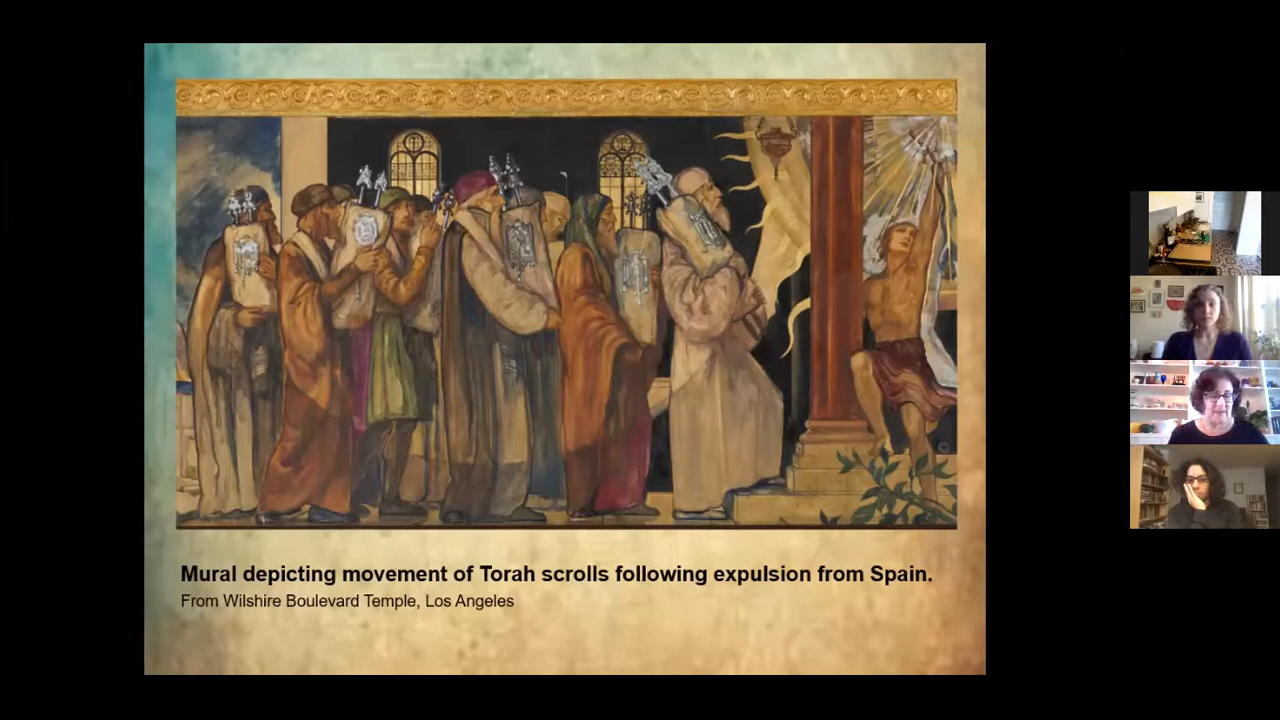 Mural depicting movement of Torah scrolls following expulsion from Spain.
From Wilshire Boulevard Temple, Los Angeles